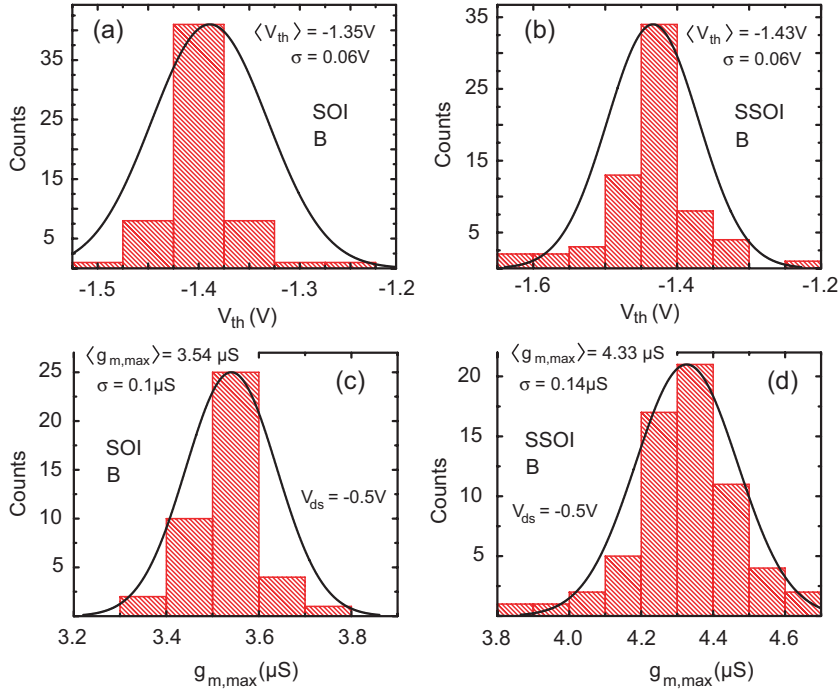 (a)
⟨V_th⟩ = -1.35V
σ = 0.06V
SOI
B
Counts
35
25
15
5
-1.5
-1.4
-1.3
-1.2
V_th (V)
(b)
⟨V_th⟩ = -1.43V
σ = 0.06V
SSOI
B
Counts
35
25
15
5
-1.6
-1.4
-1.2
V_th (V)
⟨g_m,max⟩ = 3.54 µS
σ = 0.1µS
(c)
SOI
B
V_ds = -0.5V
Counts
25
20
15
10
5
3.2
3.4
3.6
3.8
g_m,max (µS)
⟨g_m,max⟩ = 4.33 µS
σ = 0.14µS
(d)
SSOI
B
V_ds = -0.5V
Counts
20
15
10
5
3.8
4.0
4.2
4.4
4.6
g_m,max (µS)